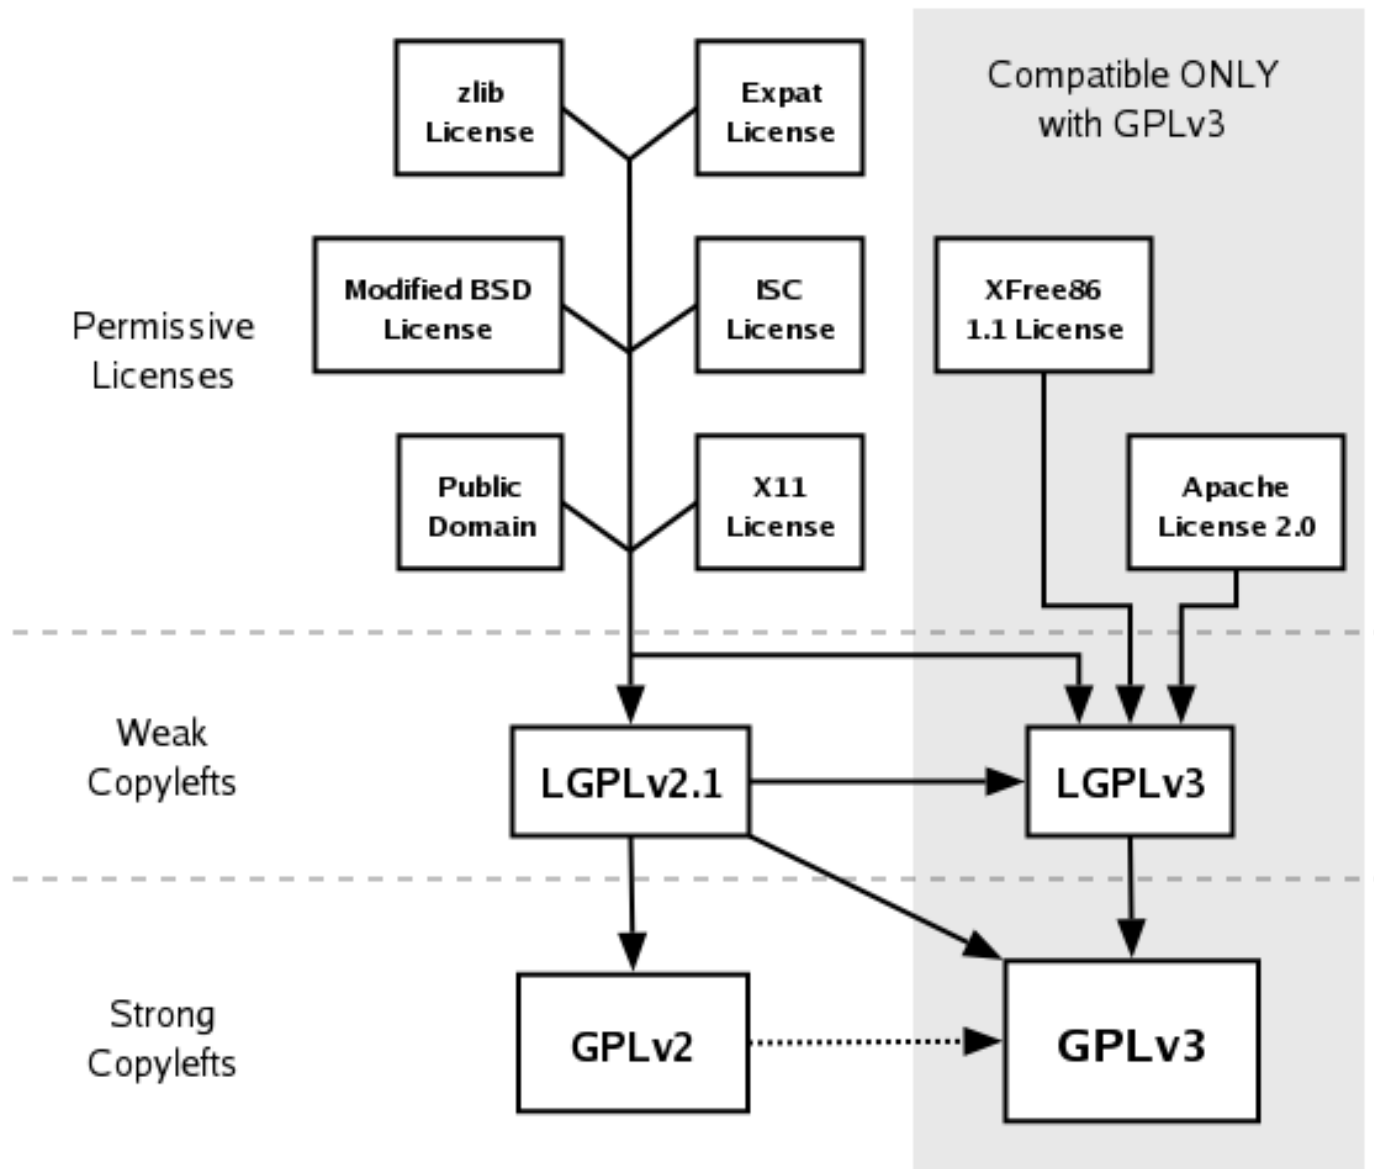 zlib
License
Expat
License
Compatible ONLY
with GPLv3
Permissive
Licenses
Modified BSD
License
ISC
License
XFree86
1.1 License
Public
Domain
X11
License
Apache
License 2.0
Weak
Copylefts
LGPLv2.1
LGPLv3
Strong
Copylefts
GPLv2
GPLv3